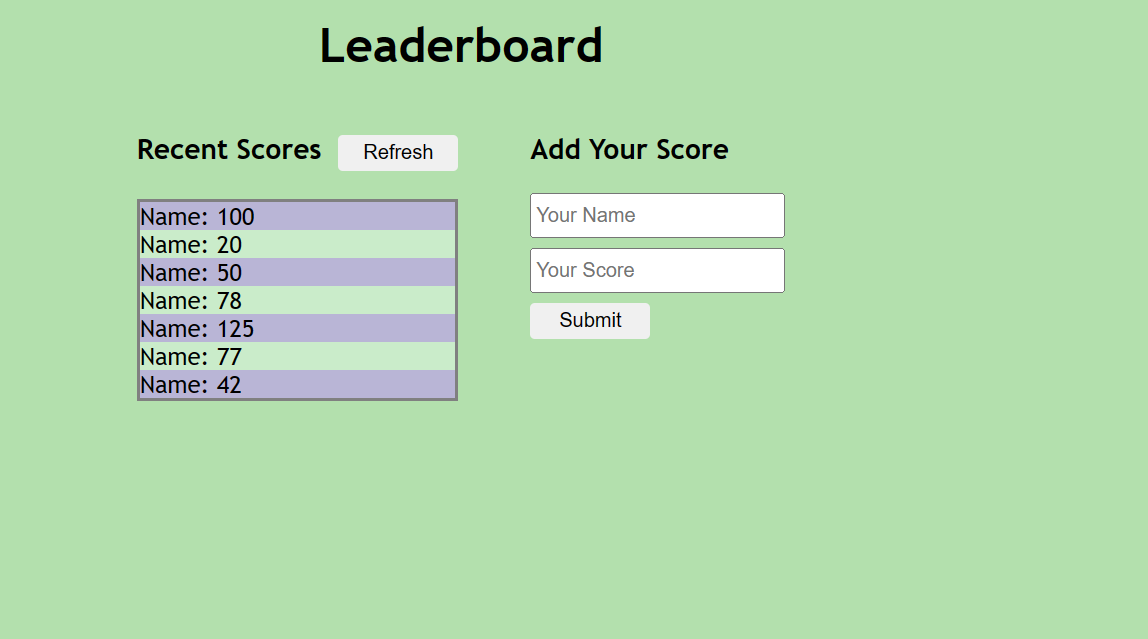 Leaderboard
Recent Scores
Refresh
Name: 100
Name: 20
Name: 50
Name: 78
Name: 125
Name: 77
Name: 42
Add Your Score
Your Name
Your Score
Submit